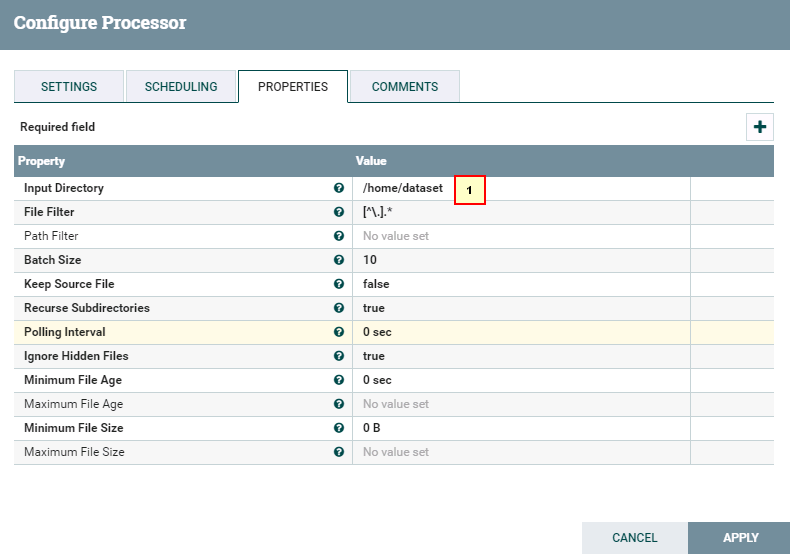 Configure Processor
SETTINGS SCHEDULING PROPERTIES COMMENTS
Required field
Property Value
Input Directory /home/dataset 1
File Filter [^\.].*
Path Filter No value set
Batch Size 10
Keep Source File false
Recurse Subdirectories true
Polling Interval 0 sec
Ignore Hidden Files true
Minimum File Age 0 sec
Maximum File Age No value set
Minimum File Size 0 B
Maximum File Size No value set
CANCEL APPLY